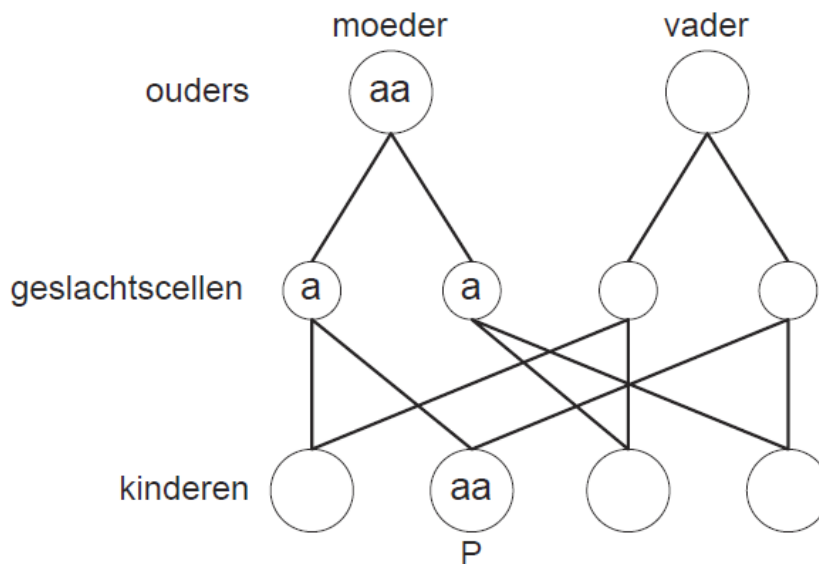 moeder vader
ouders aa
geslachtscellen a a
kinderen aa
P